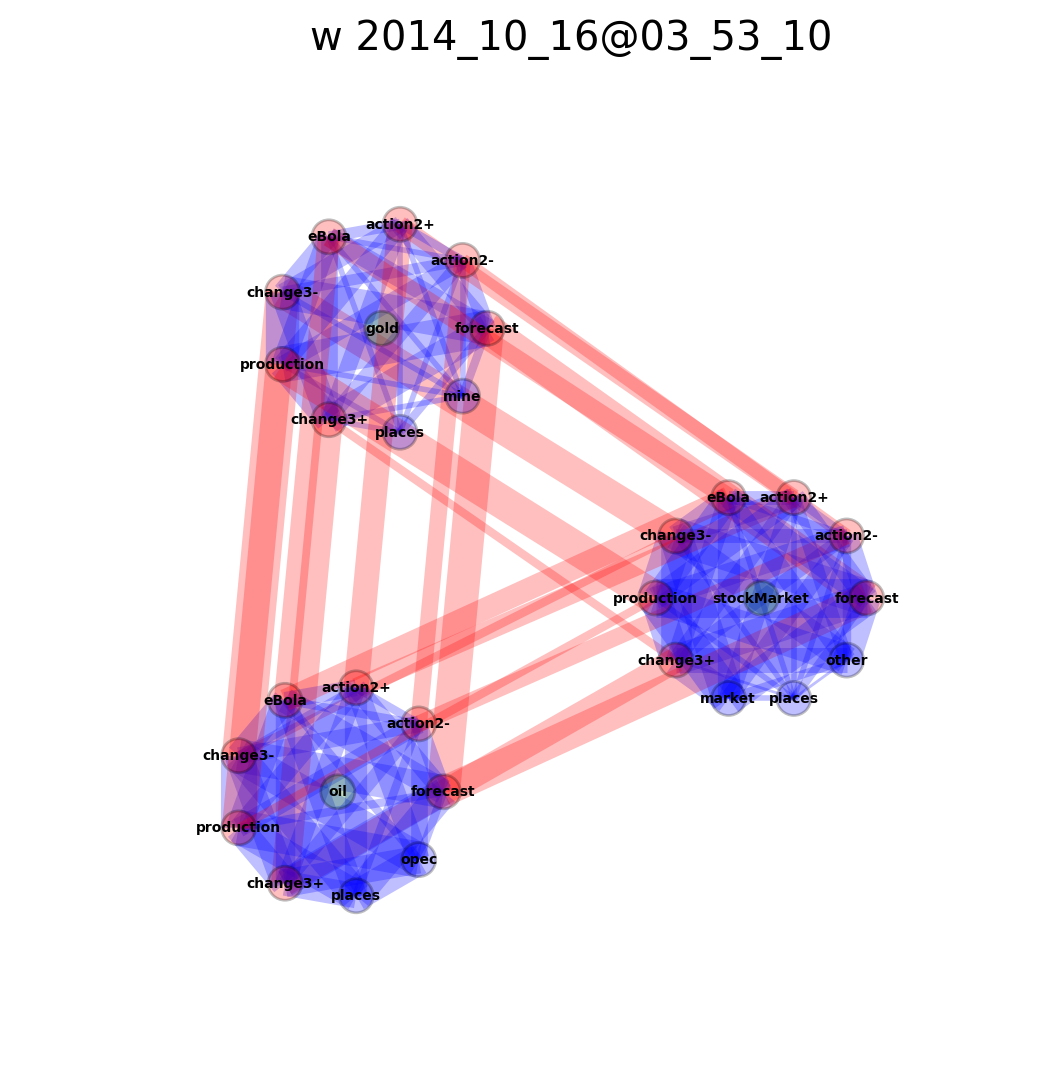 w 2014_10_16@03_53_10
action2+
eBola
action2-
change3-
gold
forecast
production
mine
change3+
places
eBola
action2+
change3-
action2-
production
stockMarket
forecast
change3+
other
market
places
action2+
eBola
action2-
change3-
oil
forecast
production
opec
change3+
places